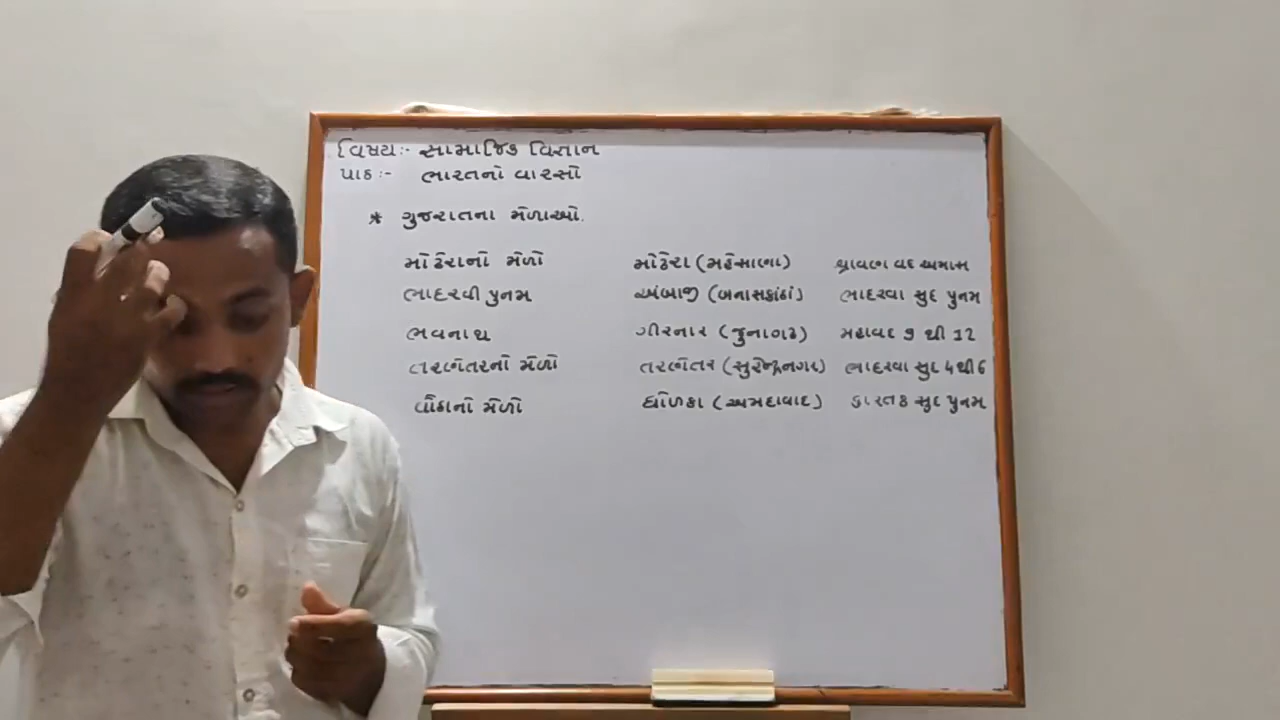 વિષય:- સામાજિક વિજ્ઞાન
પાઠ:- ભારતનો વારસો
* ગુજરાતના મેળાઓ.
મોઢેરાનો મેળો મોઢેરા (મહેસાણા) શ્રાવણ વદ અમાસ
ભાદરવી પુનમ અંબાજી (બનાસકાંઠાં) ભાદરવા સુદ પુનમ
ભવનાથ ગીરનાર (જુનાગઢ) મહાવદ 9 થી 12
તરણેતરનો મેળો તરણેતર (સુરેન્દ્રનગર) ભાદરવા સુદ 4 થી 6
વૌઠાનો મેળો ધોળકા (અમદાવાદ) કારતક સુદ પુનમ